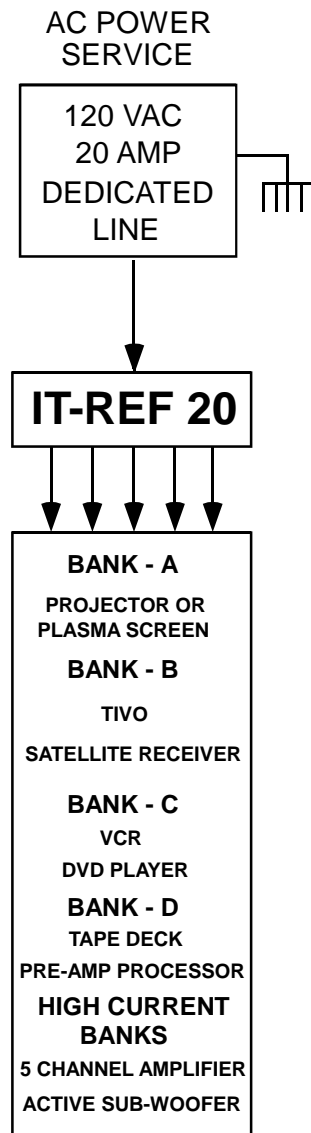 AC POWER
SERVICE
120 VAC
20 AMP
DEDICATED
LINE
IT-REF 20
BANK - A
PROJECTOR OR
PLASMA SCREEN
BANK - B
TIVO
SATELLITE RECEIVER
BANK - C
VCR
DVD PLAYER
BANK - D
TAPE DECK
PRE-AMP PROCESSOR
HIGH CURRENT
BANKS
5 CHANNEL AMPLIFIER
ACTIVE SUB-WOOFER